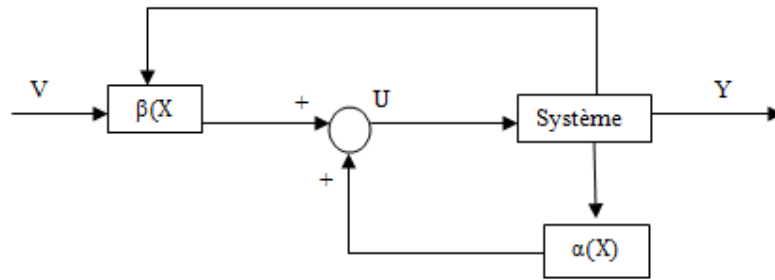 V
β(X
+
U
Système
Y
+
α(X)